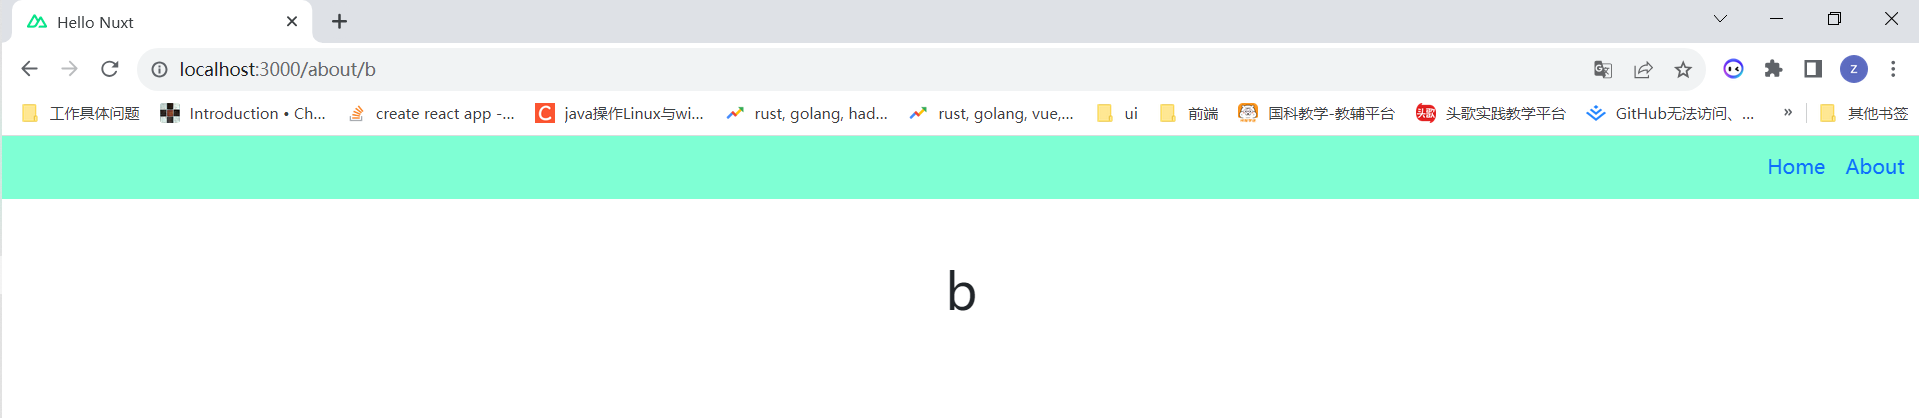 Hello Nuxt
localhost:3000/about/b
Z
工作具体问题 Introduction • Ch... create react app -... java操作Linux与wi... rust, golang, had... rust, golang, vue,... ui 前端 国科教学-教辅平台 头歌 头歌实践教学平台 GitHub无法访问、... » 其他书签
Home About
b